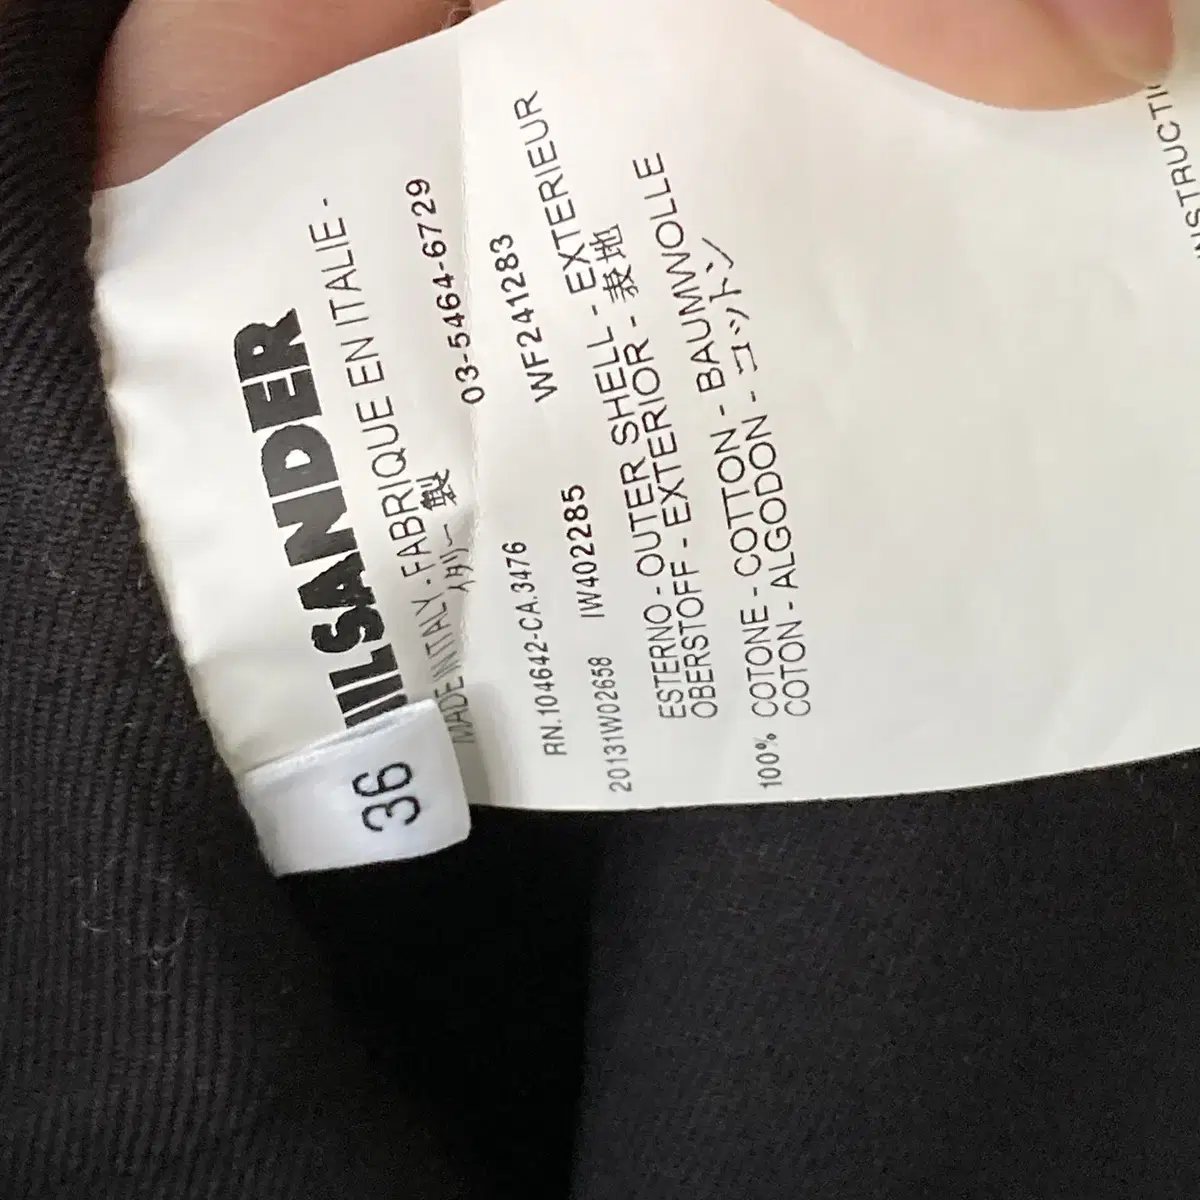 JILSANDER
36
MADE IN ITALY - FABRIQUE EN ITALIE -
イタリー製
03-5464-6729
RN.104642-CA.3476
WF241283
20131W02658 IW402285
ESTERNO - OUTER SHELL - EXTERIEUR
OBERSTOFF - EXTERIOR - 表地
100% COTONE - COTTON - BAUMWOLLE
COTON - ALGODON - コットン